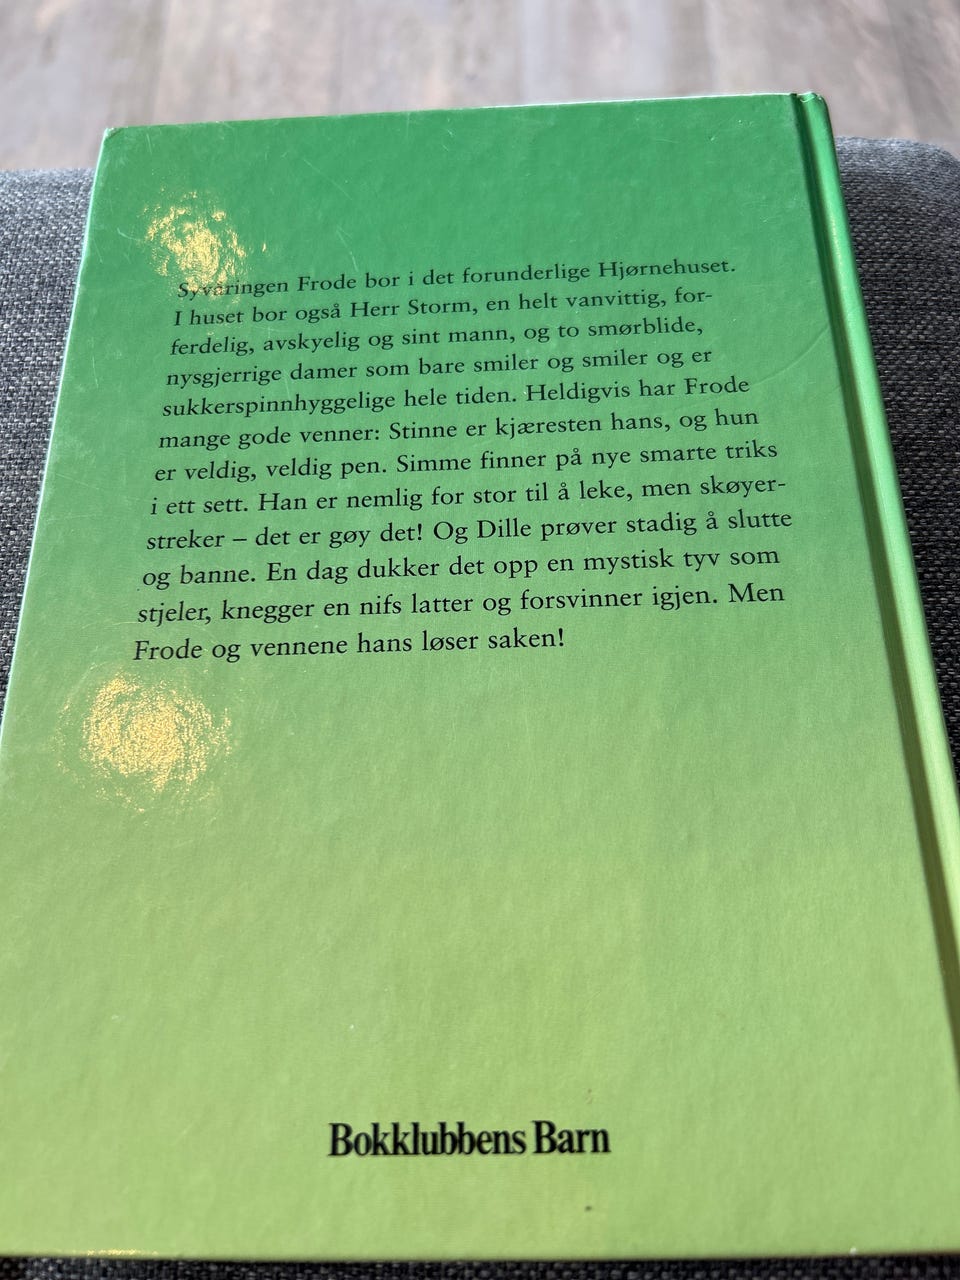 Syvåringen Frode bor i det forunderlige Hjørnehuset.
I huset bor også Herr Storm, en helt vanvittig, for-
ferdelig, avskyelig og sint mann, og to smørblide,
nysgjerrige damer som bare smiler og smiler og er
sukkerspinnhyggelige hele tiden. Heldigvis har Frode
mange gode venner: Stinne er kjæresten hans, og hun
er veldig, veldig pen. Simme finner på nye smarte triks
i ett sett. Han er nemlig for stor til å leke, men skøyer-
streker – det er gøy det! Og Dille prøver stadig å slutte
og banne. En dag dukker det opp en mystisk tyv som
stjeler, knegger en nifs latter og forsvinner igjen. Men
Frode og vennene hans løser saken!
Bokklubbens Barn